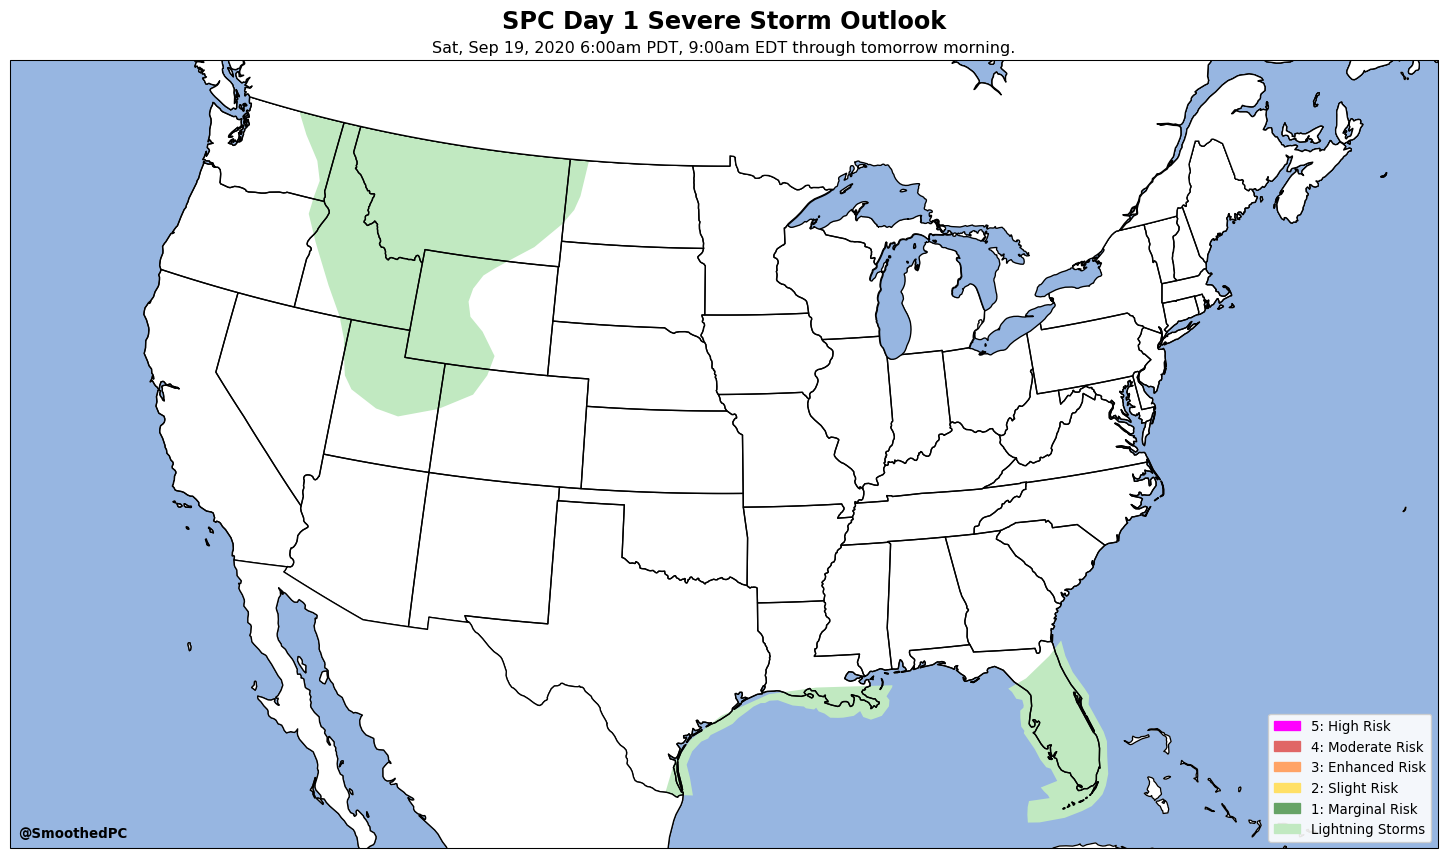 SPC Day 1 Severe Storm Outlook
Sat, Sep 19, 2020 6:00am PDT, 9:00am EDT through tomorrow morning.
5: High Risk
4: Moderate Risk
3: Enhanced Risk
2: Slight Risk
1: Marginal Risk
Lightning Storms
@SmoothedPC